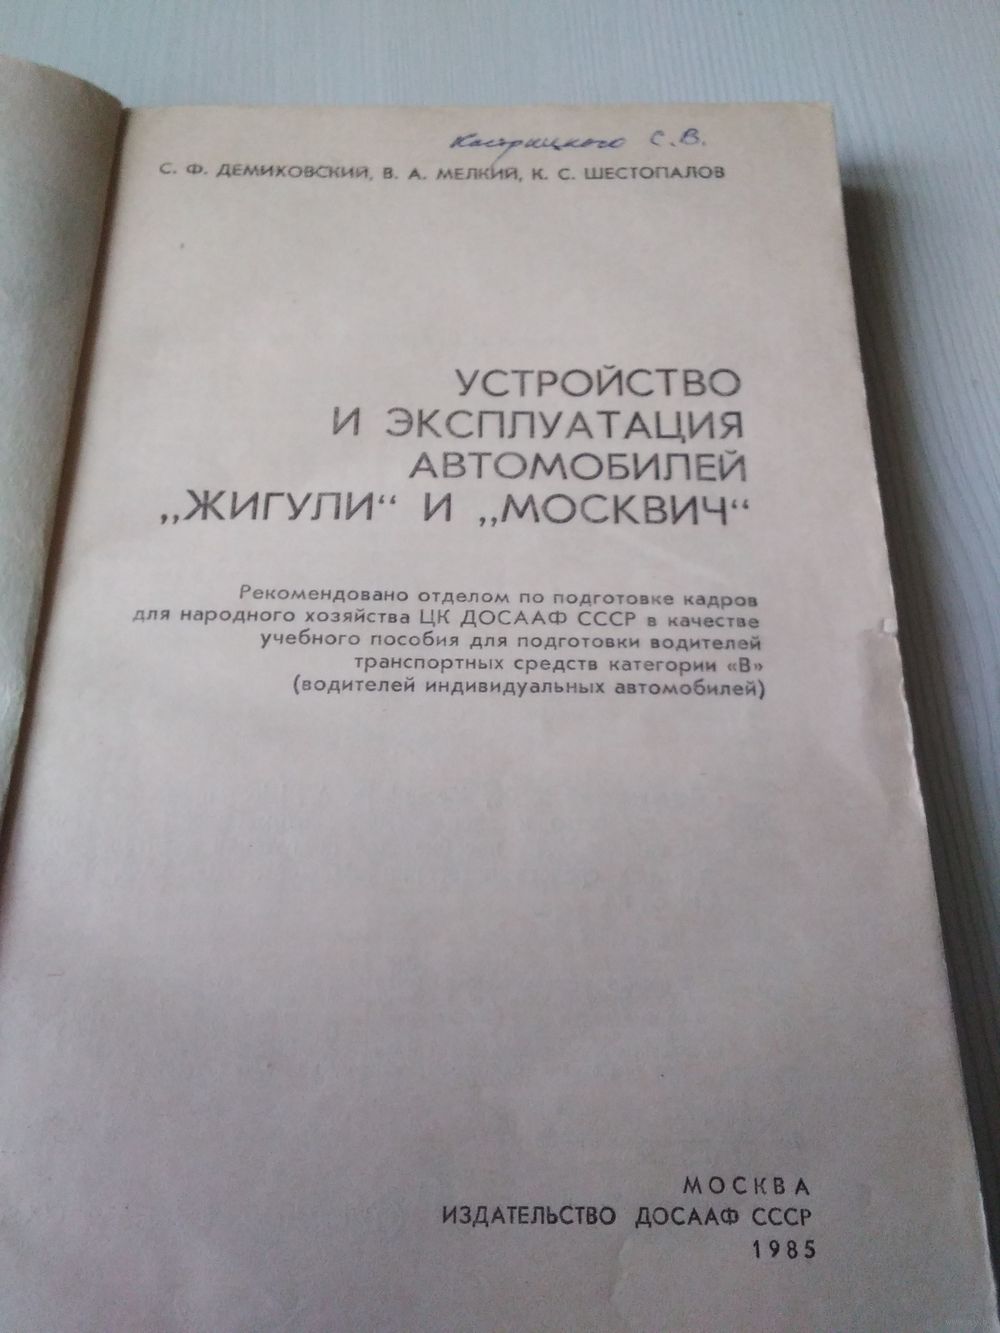 Кастрицкого С.В.
С. Ф. ДЕМИХОВСКИЙ, В. А. МЕЛКИЙ, К. С. ШЕСТОПАЛОВ
УСТРОЙСТВО
И ЭКСПЛУАТАЦИЯ
АВТОМОБИЛЕЙ
„ЖИГУЛИ“ И „МОСКВИЧ“
Рекомендовано отделом по подготовке кадров
для народного хозяйства ЦК ДОСААФ СССР в качестве
учебного пособия для подготовки водителей
транспортных средств категории «В»
(водителей индивидуальных автомобилей)
МОСКВА
ИЗДАТЕЛЬСТВО ДОСААФ СССР
1985